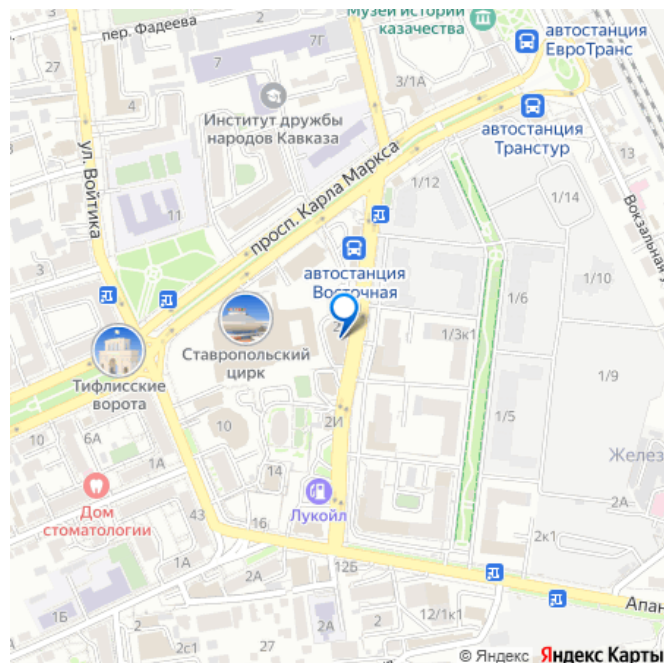 пер. Фадеева
2
2
Музей истории
казачества
автостанция
ЕвроТранс
7Г
7
4
3/1А
7
Институт дружбы
народов Кавказа
автостанция
Транстур
13
ул. Войтика
просп. Карла Маркса
11
1/12
1/14
Вокзальная у
27
3
автостанция
Восточная
1/10
1/6
Ставропольский
цирк
1/3к1
Тифлисские
ворота
1/9
10
6А
10
2И
1/5
1А
14
Желез
Дом
стоматологии
43
16
Лукойл
2А
2к1
1А
2А
12Б
1Б
28
2
2с1
27
12/1к1
Апан
27
© Яндекс Яндекс Карты